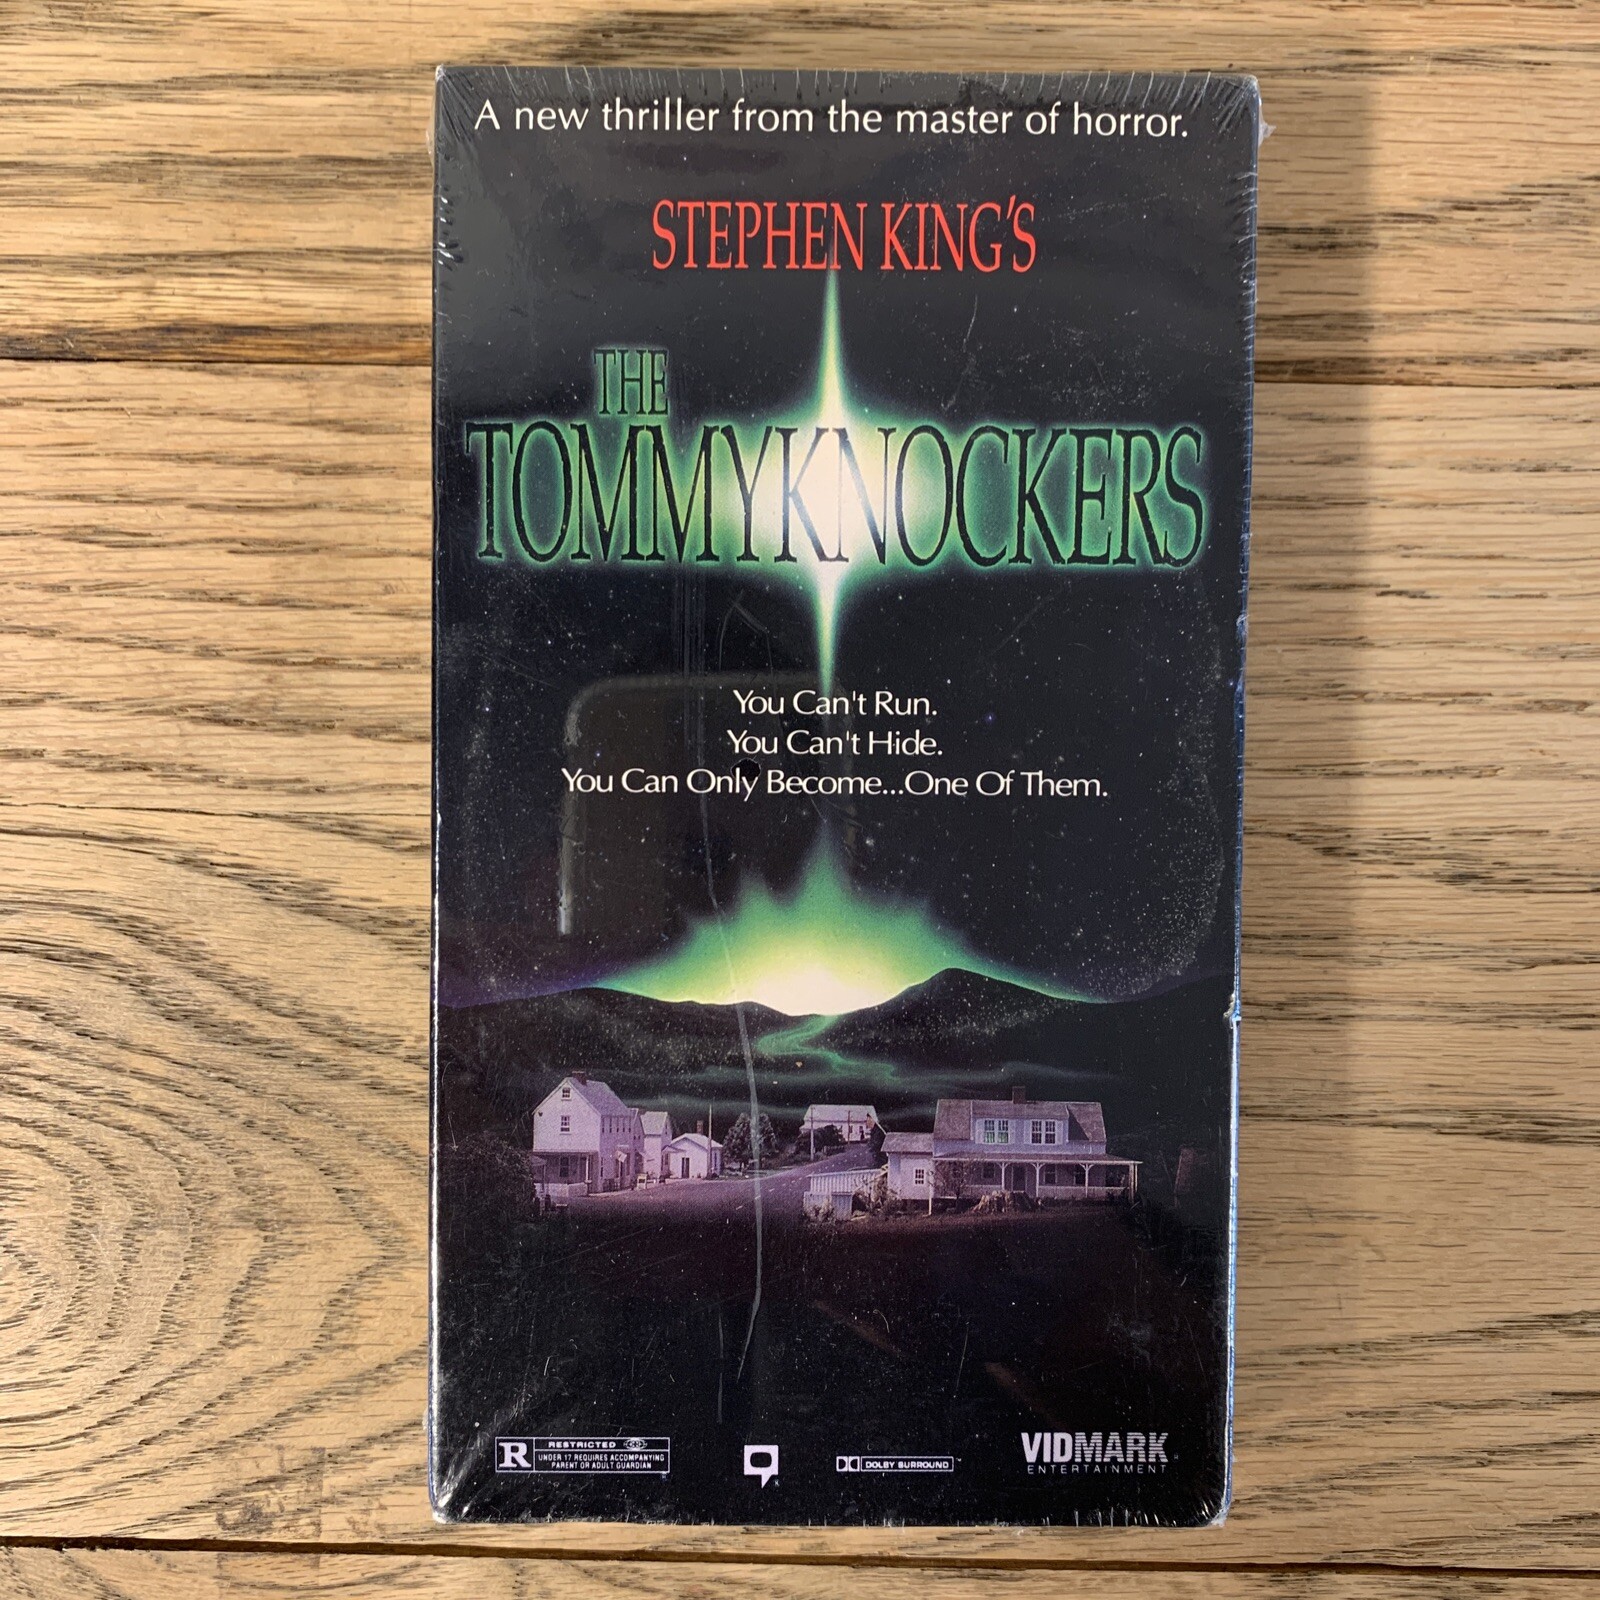 A new thriller from the master of horror.
STEPHEN KING'S
THE
TOMMYKNOCKERS
You Can't Run.
You Can't Hide.
You Can Only Become...One Of Them.
R RESTRICTED
UNDER 17 REQUIRES ACCOMPANYING
PARENT OR ADULT GUARDIAN
DOLBY SURROUND
VIDMARK
ENTERTAINMENT